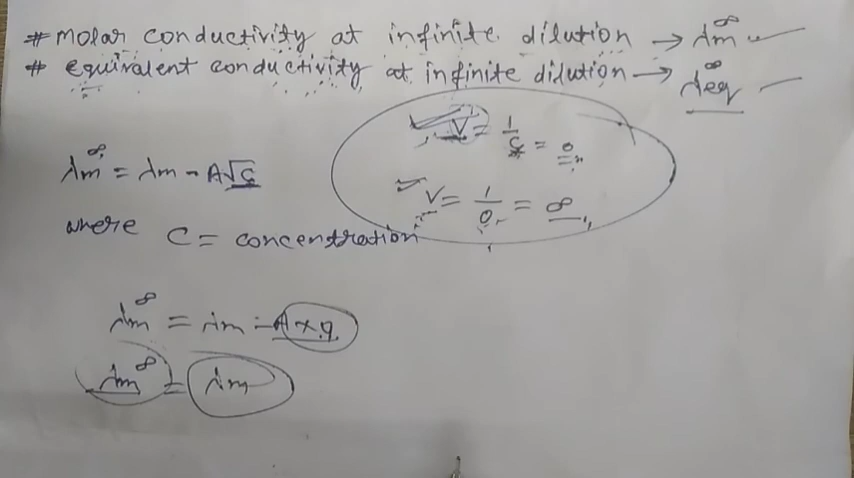 # molar conductivity at infinite dilution → λm^∞
# equivalent conductivity at infinite dilution → λeq^∞
V = 1/C = 0
λm^∞ = λm - A√C
V = 1/0 = ∞
where C = concentration
λm^∞ = λm - A × 0
λm^∞ = λm